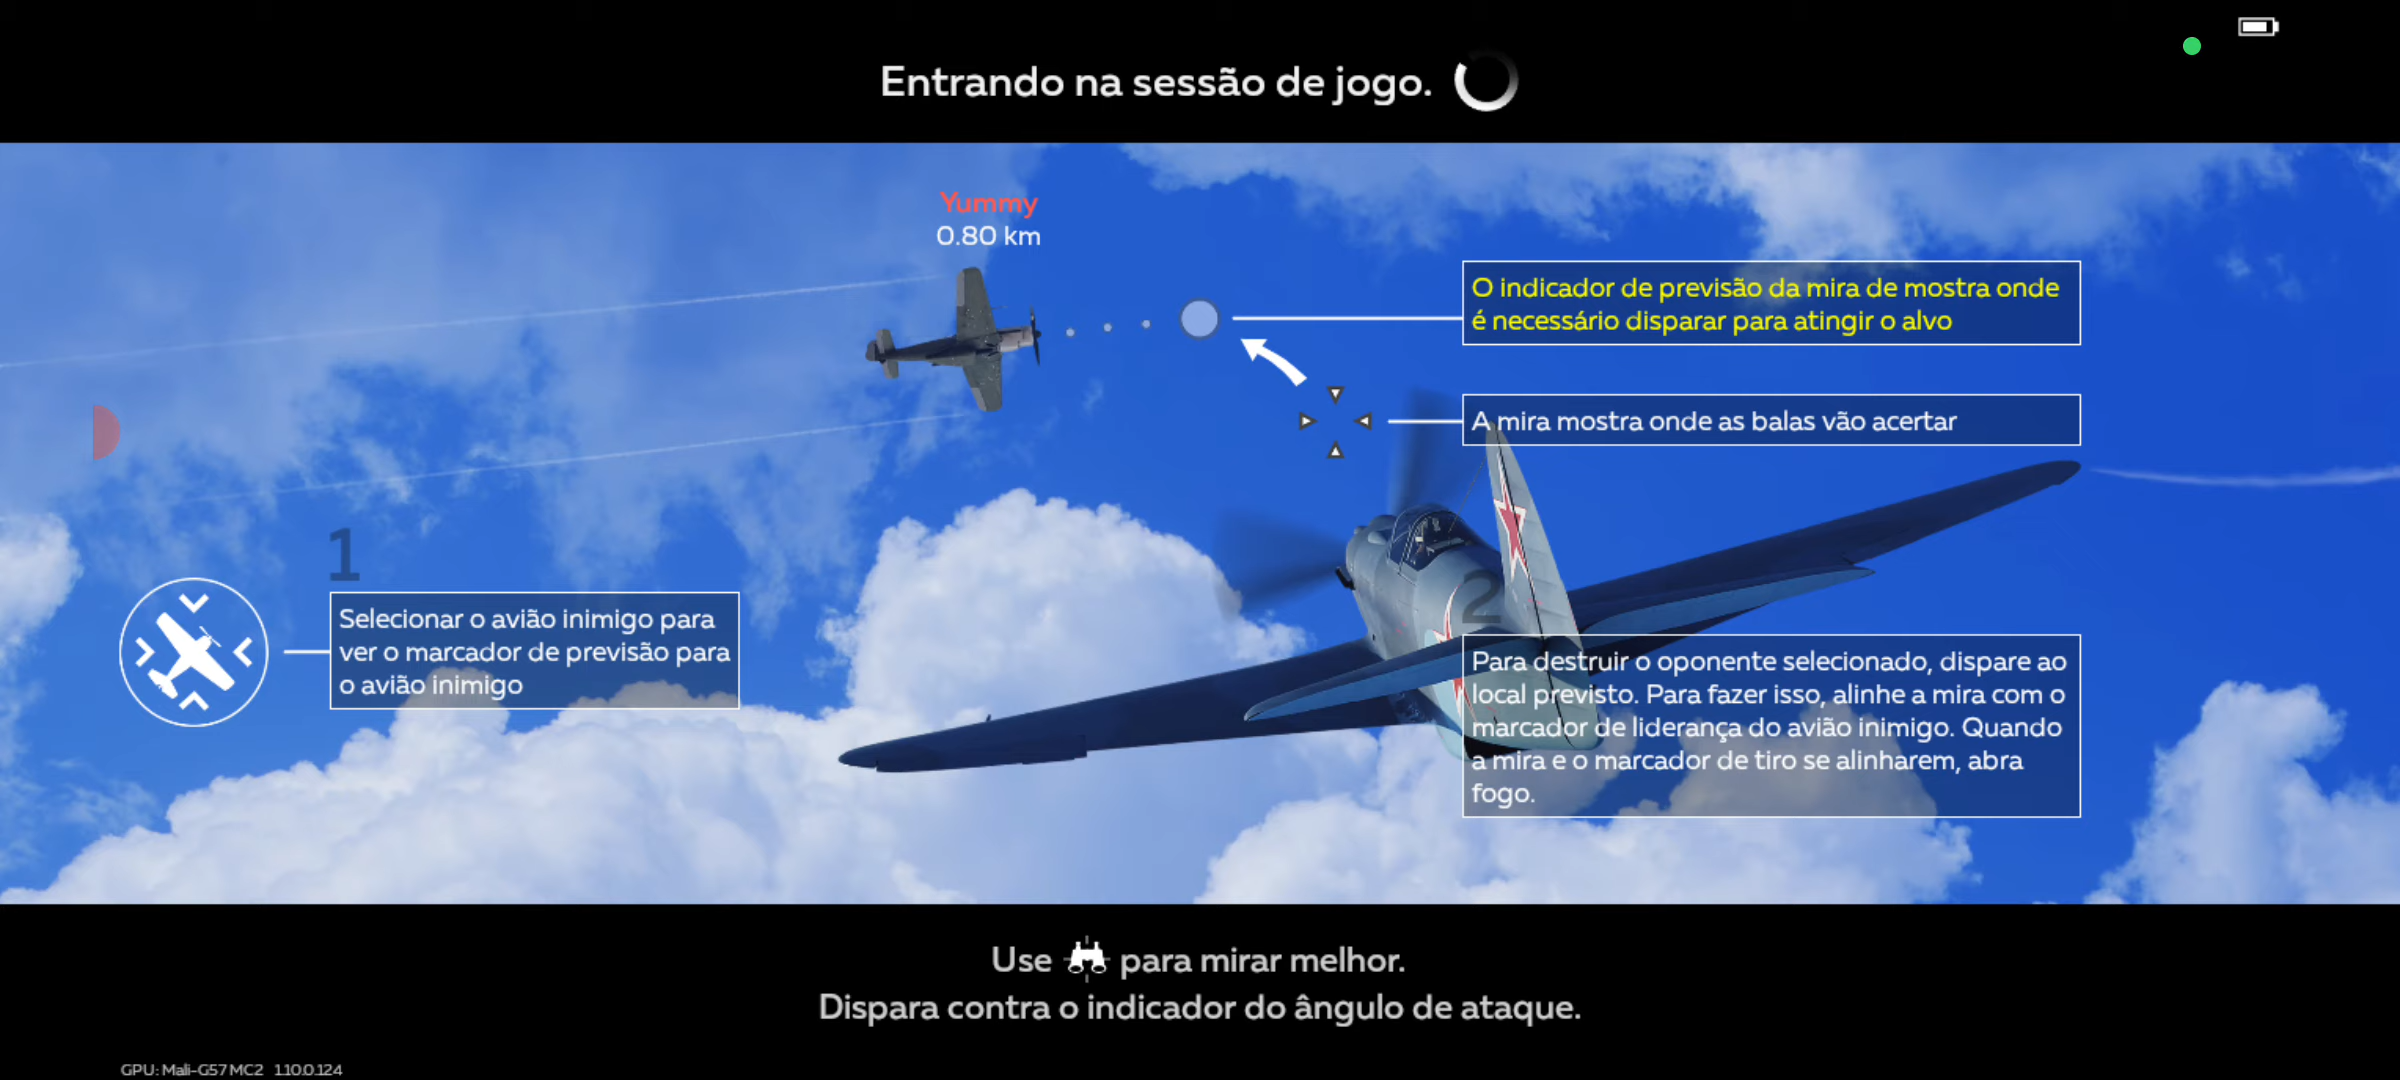 Entrando na sessão de jogo.
Yummy
0.80 km
O indicador de previsão da mira de mostra onde
é necessário disparar para atingir o alvo
A mira mostra onde as balas vão acertar
1
Selecionar o avião inimigo para
ver o marcador de previsão para
o avião inimigo
2
Para destruir o oponente selecionado, dispare ao
local previsto. Para fazer isso, alinhe a mira com o
marcador de liderança do avião inimigo. Quando
a mira e o marcador de tiro se alinharem, abra
fogo.
Use para mirar melhor.
Dispara contra o indicador do ângulo de ataque.
GPU: Mali-G57 MC2 1.10.0.124